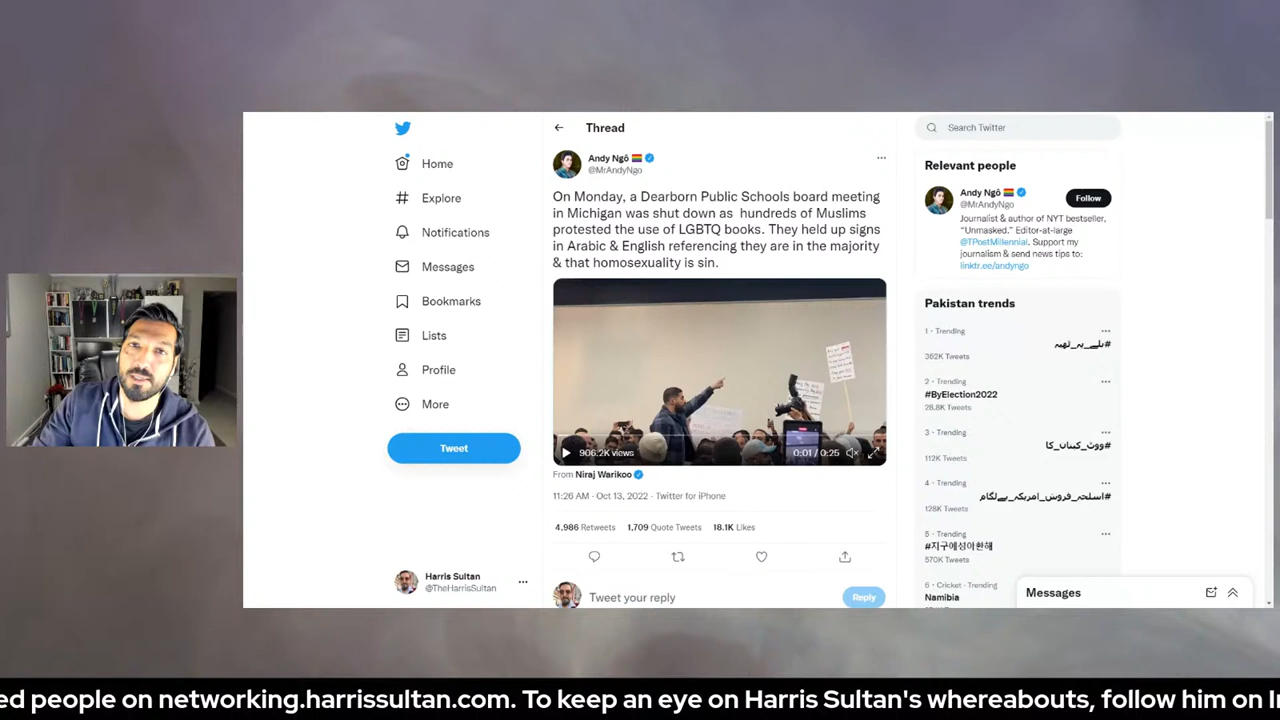 Thread
Search Twitter
Home
Explore
Notifications
Messages
Bookmarks
Lists
Profile
More
Tweet
Harris Sultan
@TheHarrisSultan
Andy Ngô
@MrAndyNgo
On Monday, a Dearborn Public Schools board meeting
in Michigan was shut down as hundreds of Muslims
protested the use of LGBTQ books. They held up signs
in Arabic & English referencing they are in the majority
& that homosexuality is sin.
906.2K views
0:01 / 0:25
From Niraj Warikoo
11:26 AM · Oct 13, 2022 · Twitter for iPhone
4,986 Retweets 1,709 Quote Tweets 18.1K Likes
Tweet your reply
Reply
Relevant people
Andy Ngô
@MrAndyNgo
Follow
Journalist & author of NYT bestseller,
"Unmasked." Editor-at-large
@TPostMillennial. Support my
journalism & send news tips to:
linktr.ee/andyngo
Pakistan trends
1 · Trending
362K Tweets
2 · Trending
#ByElection2022
28.8K Tweets
3 · Trending
112K Tweets
4 · Trending
#اسلحہ_فروش_امریکہ_بےلگام
128K Tweets
5 · Trending
#지구에성아환해
570K Tweets
6 · Cricket · Trending
Namibia
Messages
ed people on networking.harrissultan.com. To keep an eye on Harris Sultan's whereabouts, follow him on